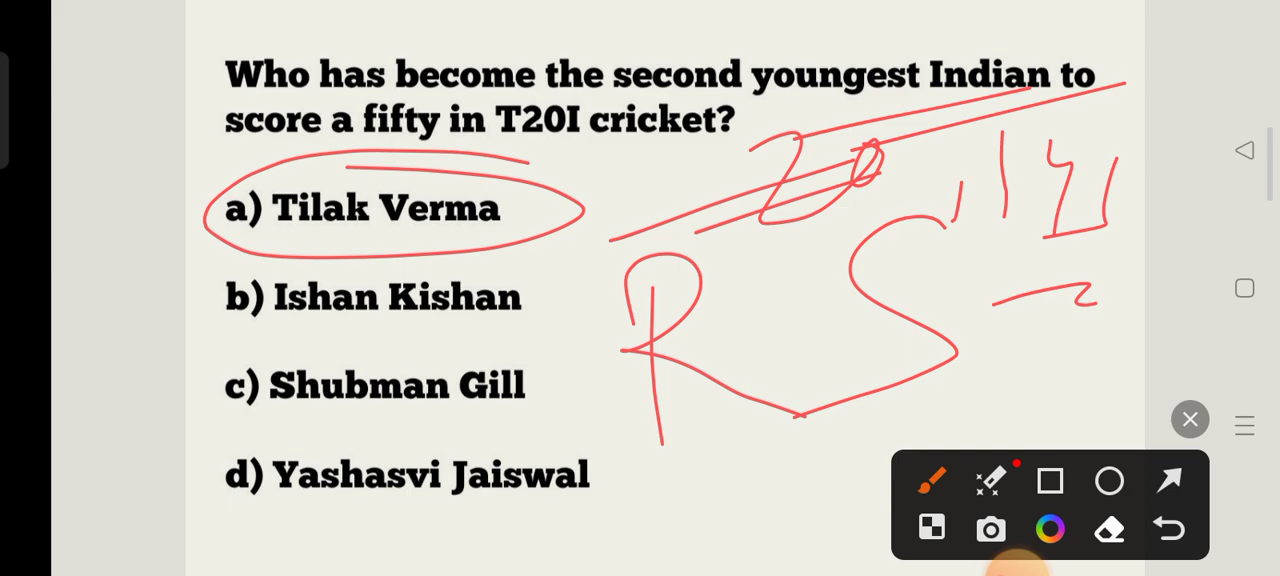 Who has become the second youngest Indian to
score a fifty in T20I cricket?
20
a) Tilak Verma
R S
b) Ishan Kishan
c) Shubman Gill
d) Yashasvi Jaiswal